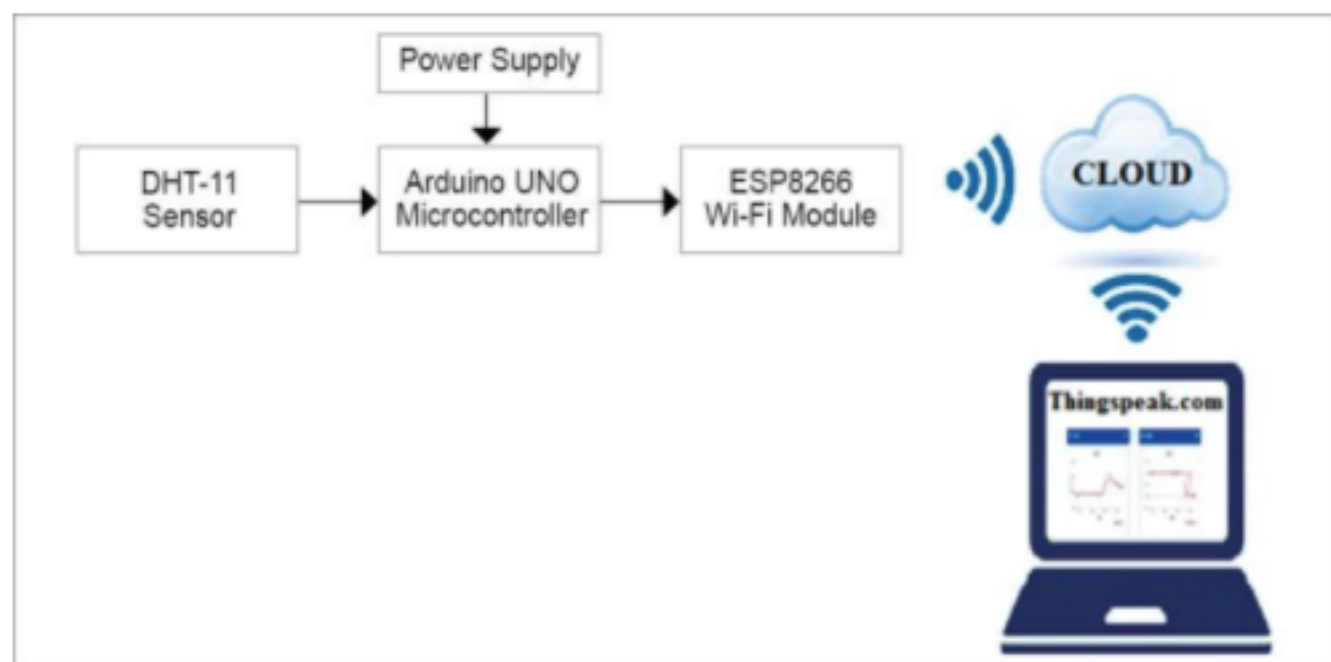 Power Supply
DHT-11
Sensor
Arduino UNO
Microcontroller
ESP8266
Wi-Fi Module
CLOUD
Thingspeak.com